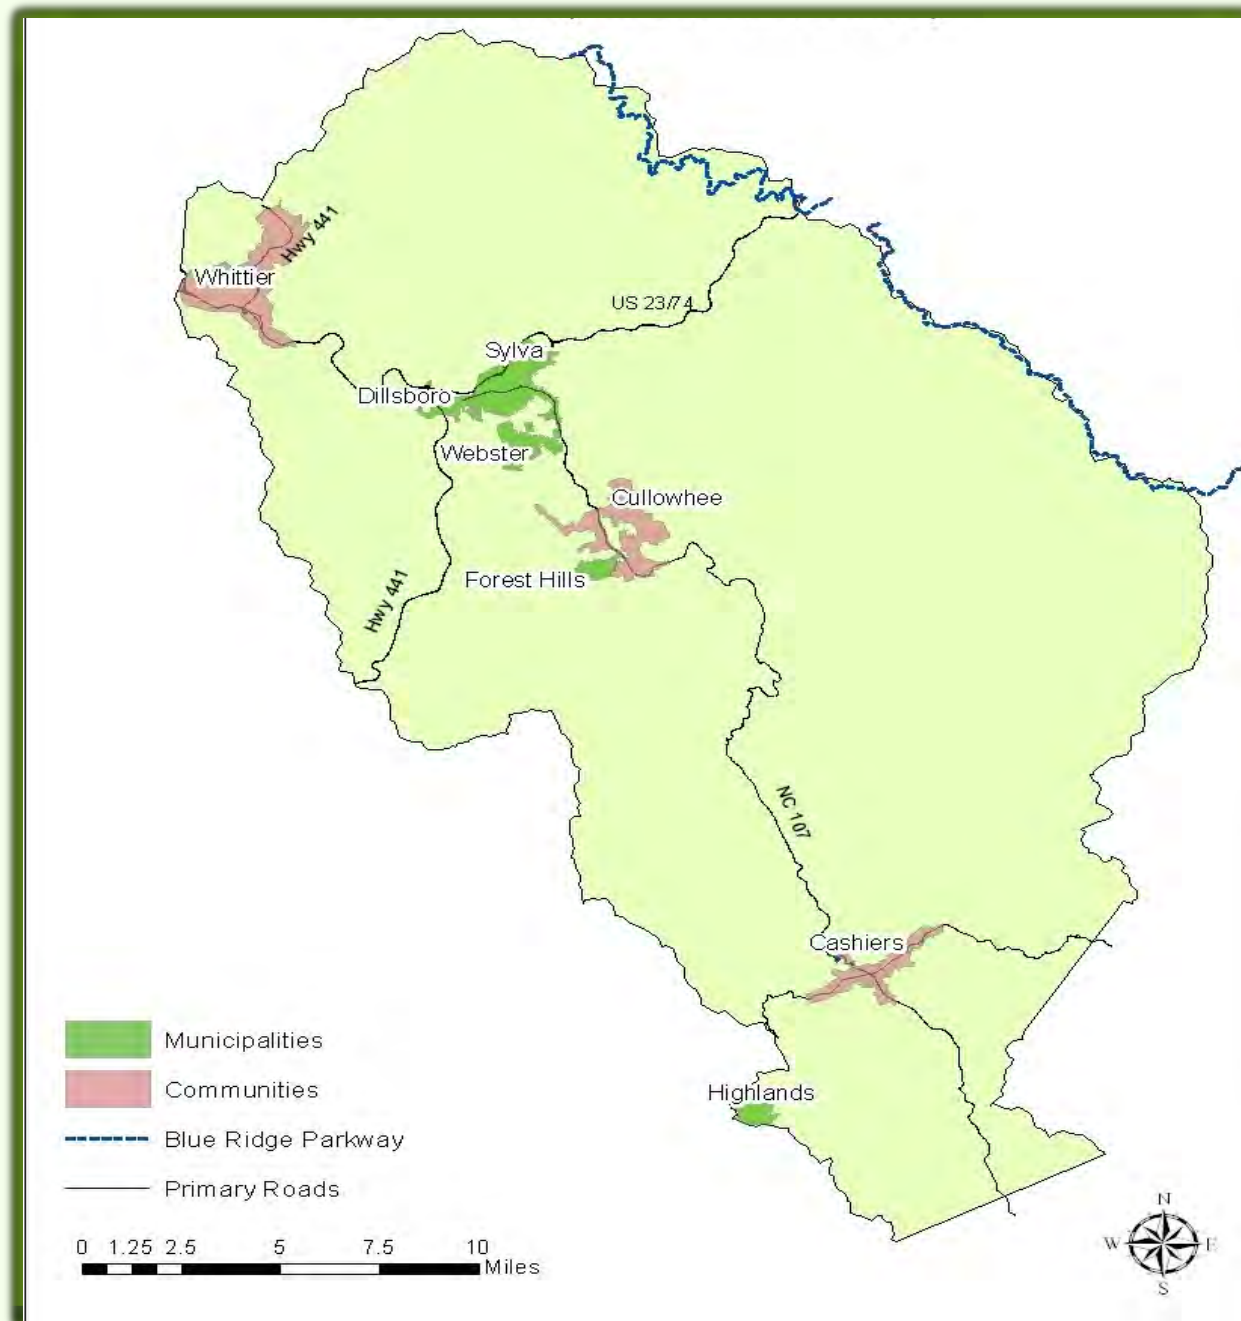 Hwy 441
Whittier
US 23/74
Sylva
Dillsboro
Webster
Cullowhee
Forest Hills
Hwy 441
NC 107
Cashiers
Highlands
Municipalities
Communities
Blue Ridge Parkway
Primary Roads
0 1.25 2.5 5 7.5 10
Miles
N
W E
S